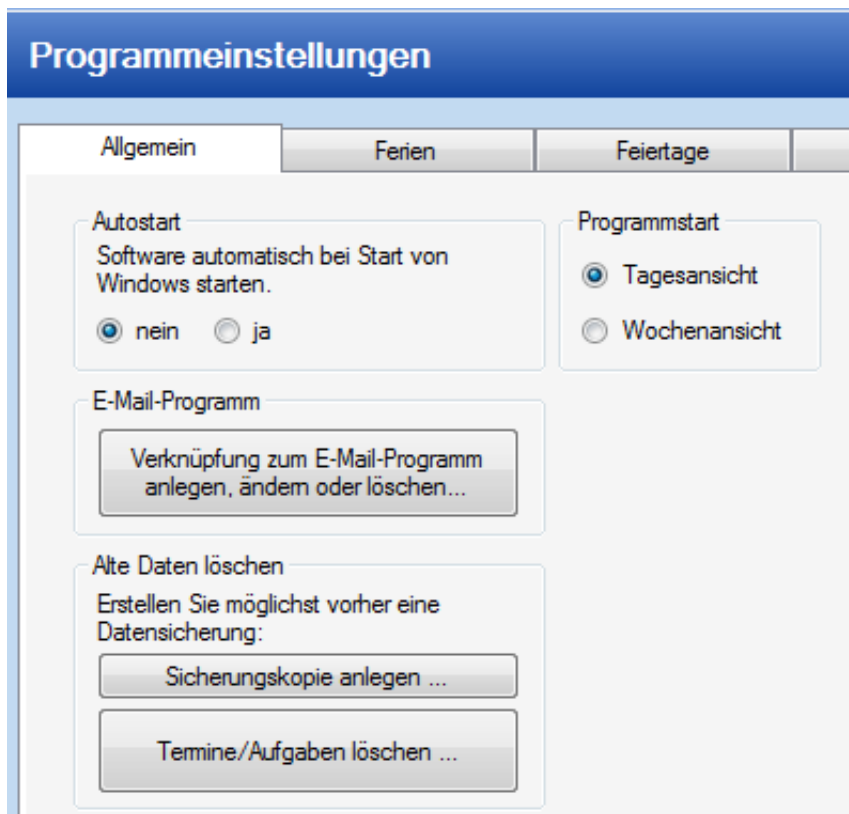 Programmeinstellungen
Allgemein
Ferien
Feiertage
Autostart
Software automatisch bei Start von
Windows starten.
nein
ja
Programmstart
Tagesansicht
Wochenansicht
E-Mail-Programm
Verknüpfung zum E-Mail-Programm
anlegen, ändern oder löschen...
Alte Daten löschen
Erstellen Sie möglichst vorher eine
Datensicherung:
Sicherungskopie anlegen ...
Termine/Aufgaben löschen ...